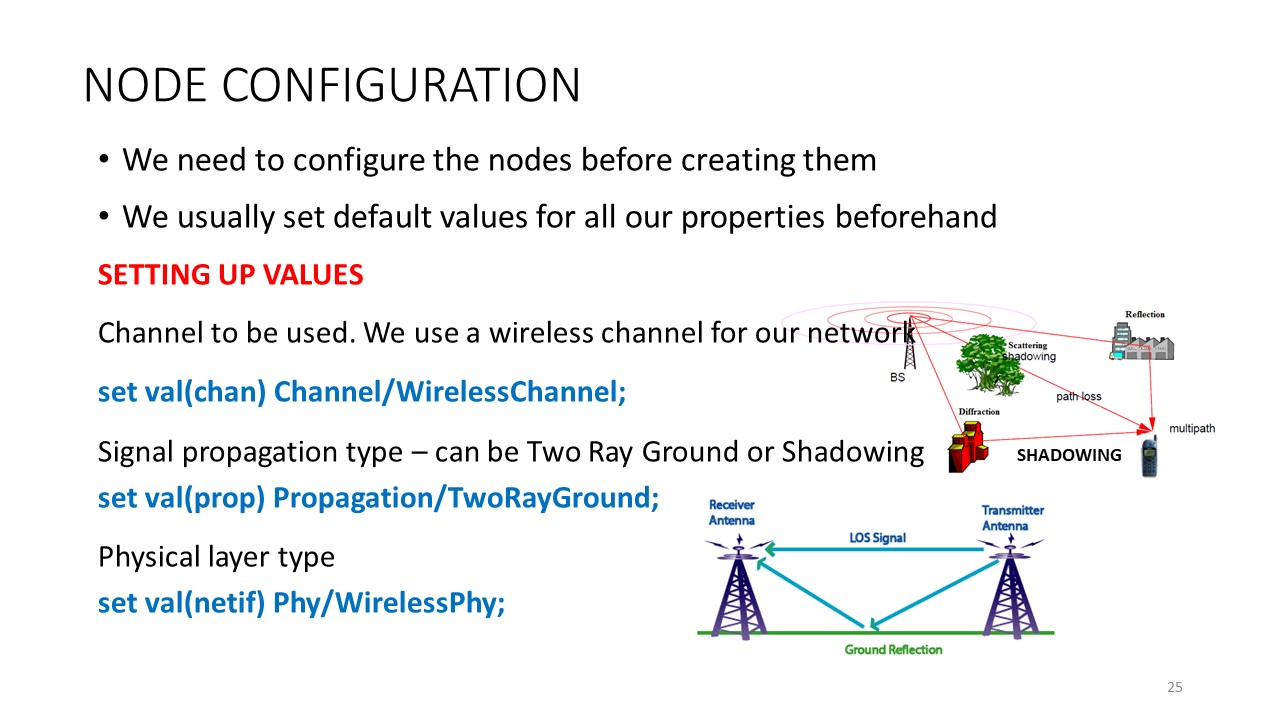 NODE CONFIGURATION
• We need to configure the nodes before creating them
• We usually set default values for all our properties beforehand
SETTING UP VALUES
Channel to be used. We use a wireless channel for our network
set val(chan) Channel/WirelessChannel;
Signal propagation type – can be Two Ray Ground or Shadowing
set val(prop) Propagation/TwoRayGround;
Physical layer type
set val(netif) Phy/WirelessPhy;
Reflection
Scattering
shadowing
BS
path loss
Diffraction
multipath
SHADOWING
Receiver
Antenna
LOS Signal
Transmitter
Antenna
Ground Reflection
25